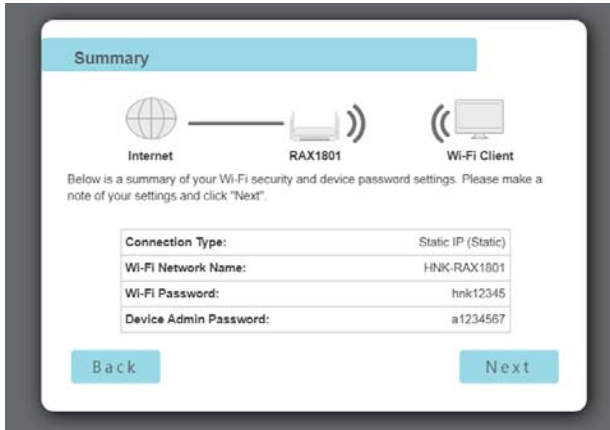 Summary
Internet RAX1801 Wi-Fi Client
Below is a summary of your Wi-Fi security and device password settings. Please make a
note of your settings and click "Next".
Connection Type: Static IP (Static)
Wi-Fi Network Name: HNK-RAX1801
Wi-Fi Password: hnk12345
Device Admin Password: a1234567
Back Next